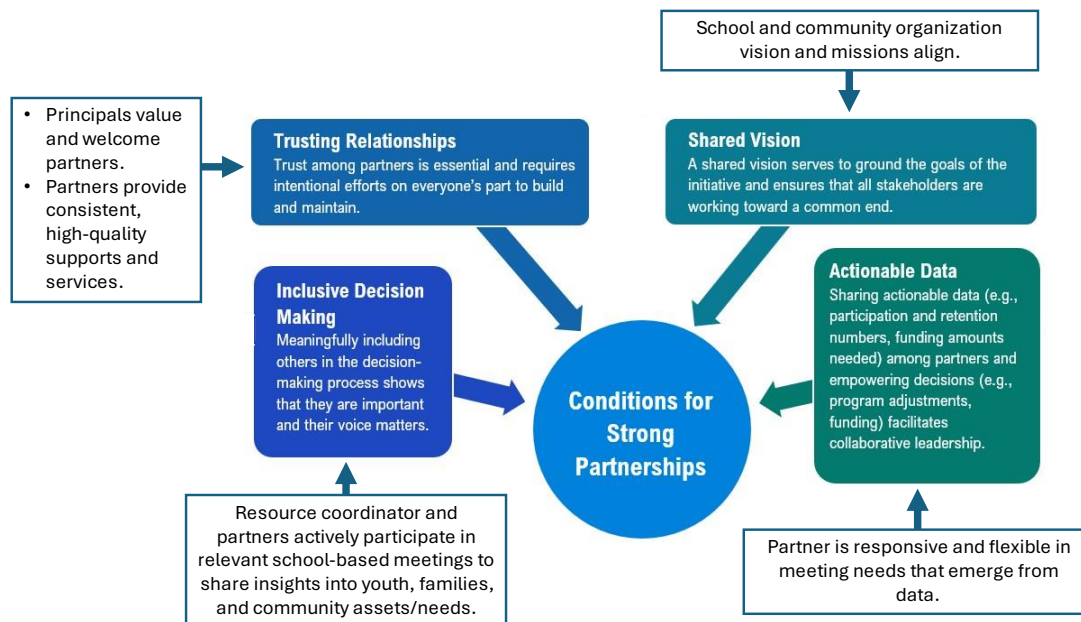 School and community organization
vision and missions align.
• Principals value
and welcome
partners.
• Partners provide
consistent,
high-quality
supports and
services.
Trusting Relationships
Trust among partners is essential and requires
intentional efforts on everyone's part to build
and maintain.
Shared Vision
A shared vision serves to ground the goals of the
initiative and ensures that all stakeholders are
working toward a common end.
Inclusive Decision
Making
Meaningfully including
others in the decision-
making process shows
that they are important
and their voice matters.
Conditions for
Strong
Partnerships
Actionable Data
Sharing actionable data (e.g.,
participation and retention
numbers, funding amounts
needed) among partners and
empowering decisions (e.g.,
program adjustments,
funding) facilitates
collaborative leadership.
Resource coordinator and
partners actively participate in
relevant school-based meetings to
share insights into youth, families,
and community assets/needs.
Partner is responsive and flexible in
meeting needs that emerge from
data.